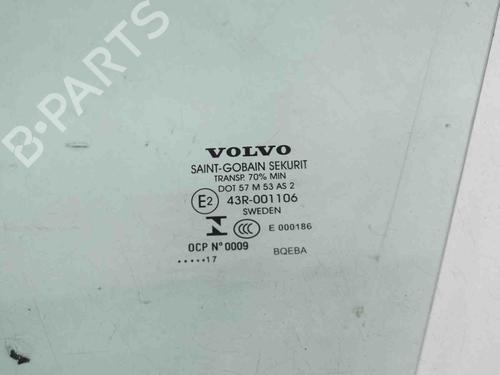 B-PARTS
VOLVO
SAINT-GOBAIN SEKURIT
TRANSP. 70% MIN
DOT 57 M 53 AS 2
E2 43R-001106
SWEDEN
N CCC E 000186
OCP N° 0009 BQEBA
.....17